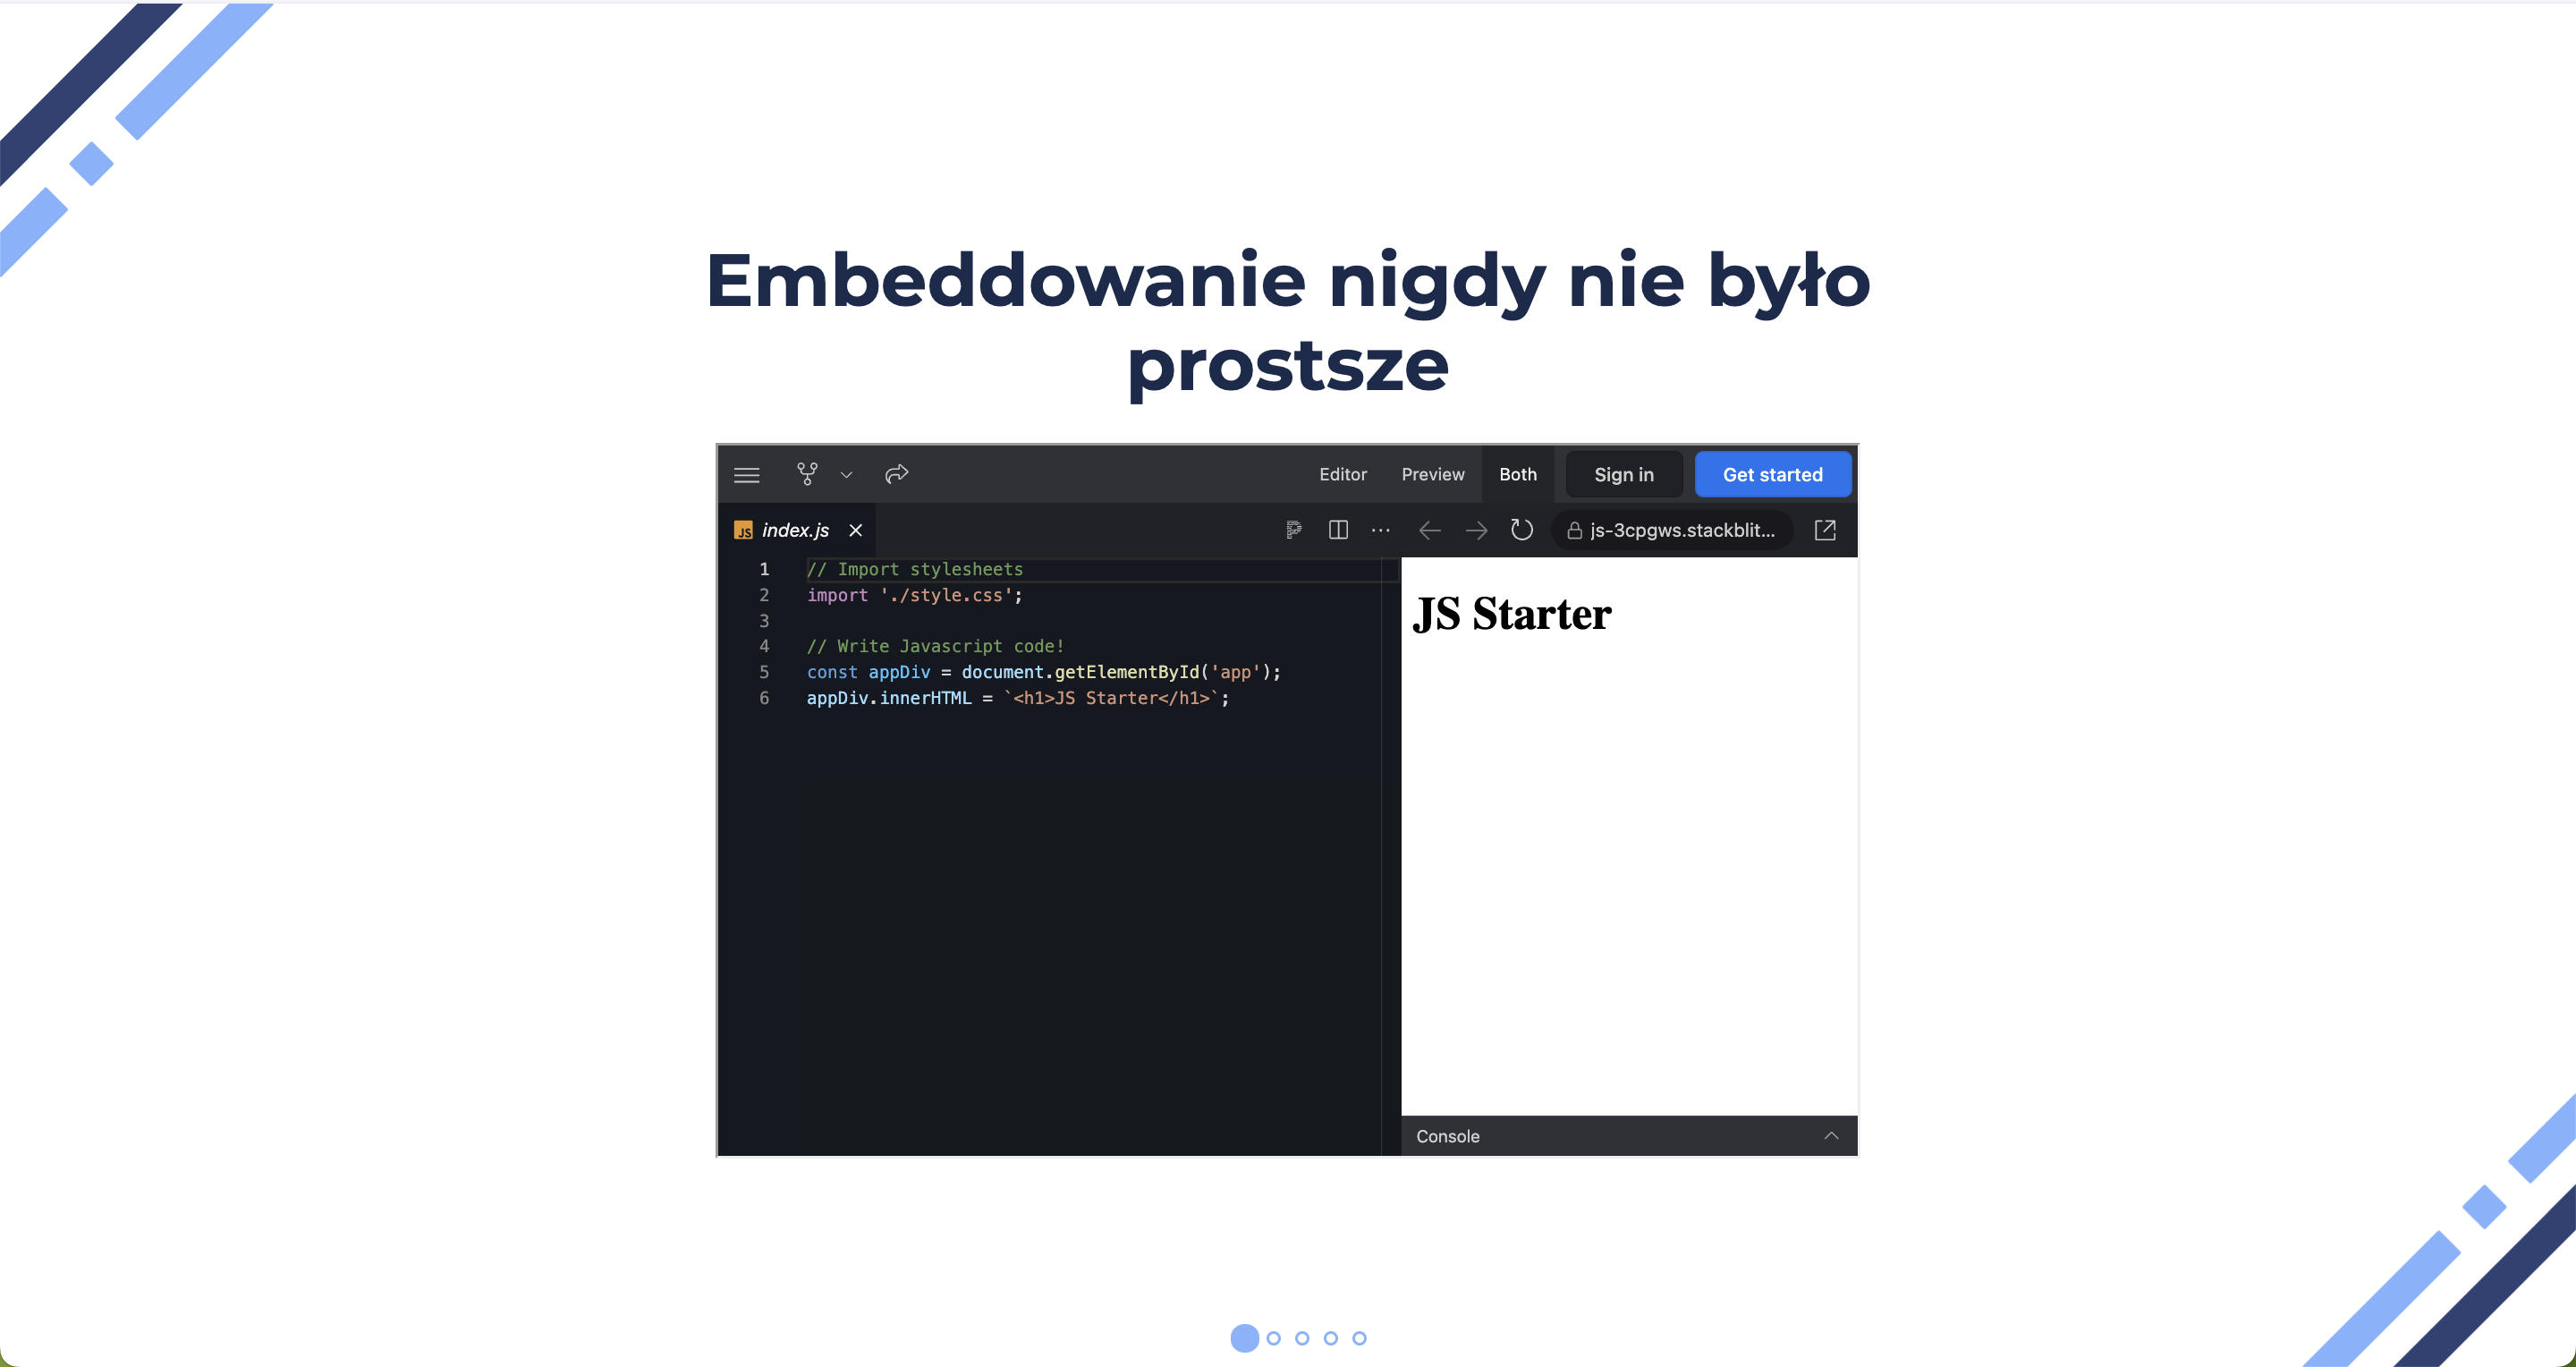 Embeddowanie nigdy nie było
prostsze
Editor Preview Both Sign in Get started
JS index.js js-3cpgws.stackblit...
1 // Import stylesheets
2 import './style.css';
3
4 // Write Javascript code!
5 const appDiv = document.getElementById('app');
6 appDiv.innerHTML = `<h1>JS Starter</h1>`;
JS Starter
Console